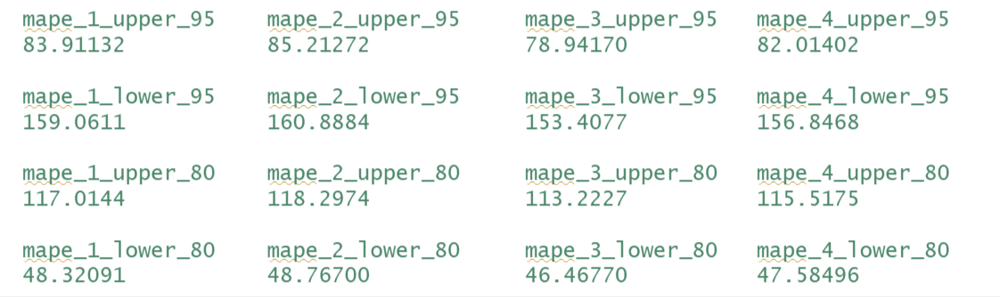 mape_1_upper_95 mape_2_upper_95 mape_3_upper_95 mape_4_upper_95
83.91132 85.21272 78.94170 82.01402
mape_1_lower_95 mape_2_lower_95 mape_3_lower_95 mape_4_lower_95
159.0611 160.8884 153.4077 156.8468
mape_1_upper_80 mape_2_upper_80 mape_3_upper_80 mape_4_upper_80
117.0144 118.2974 113.2227 115.5175
mape_1_lower_80 mape_2_lower_80 mape_3_lower_80 mape_4_lower_80
48.32091 48.76700 46.46770 47.58496